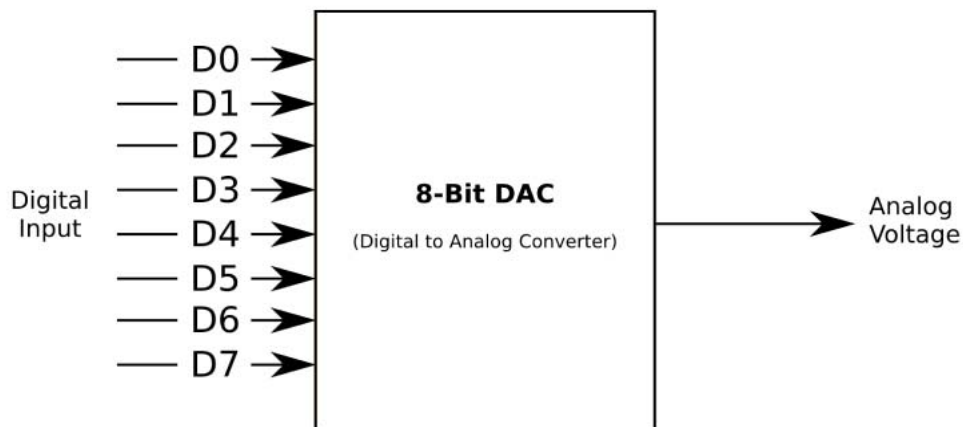 D0
D1
D2
D3
D4
D5
D6
D7
Digital
Input
8-Bit DAC
(Digital to Analog Converter)
Analog
Voltage